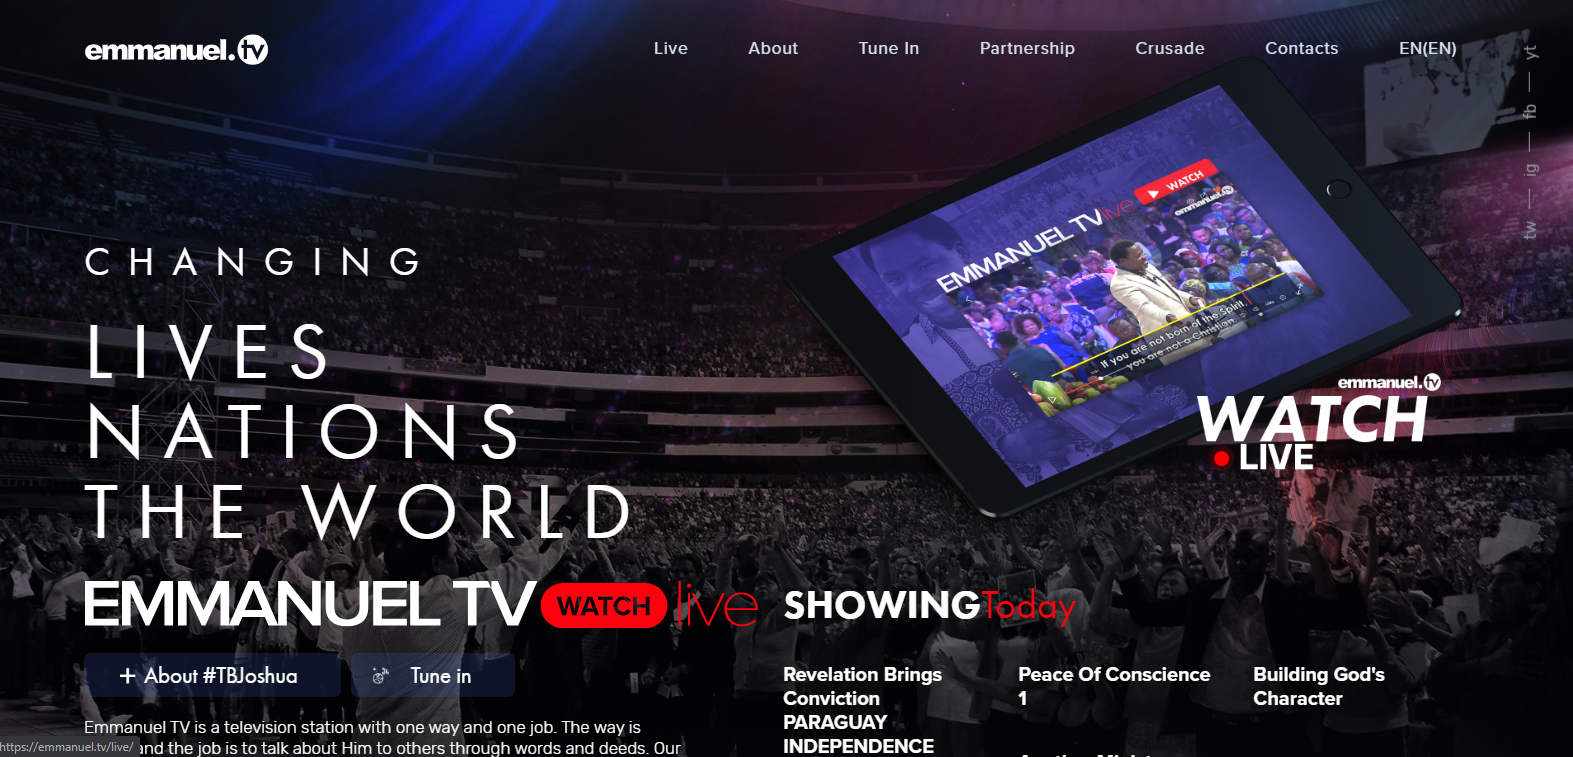 emmanuel.tv
Live
About
Tune In
Partnership
Crusade
Contacts
EN(EN)
yt
fb
ig
tw
CHANGING
LIVES
NATIONS
THE WORLD
WATCH
emmanuel.tv
EMMANUEL TV live
If you are not born of the Spirit,
you are not a Christian.
emmanuel.tv
WATCH
LIVE
EMMANUEL TV WATCH live
SHOWINGToday
+ About #TBJoshua
Tune in
Revelation Brings
Conviction
PARAGUAY
INDEPENDENCE
Peace Of Conscience
1
Building God's
Character
Emmanuel TV is a television station with one way and one job. The way is
and the job is to talk about Him to others through words and deeds. Our
https://emmanuel.tv/live/